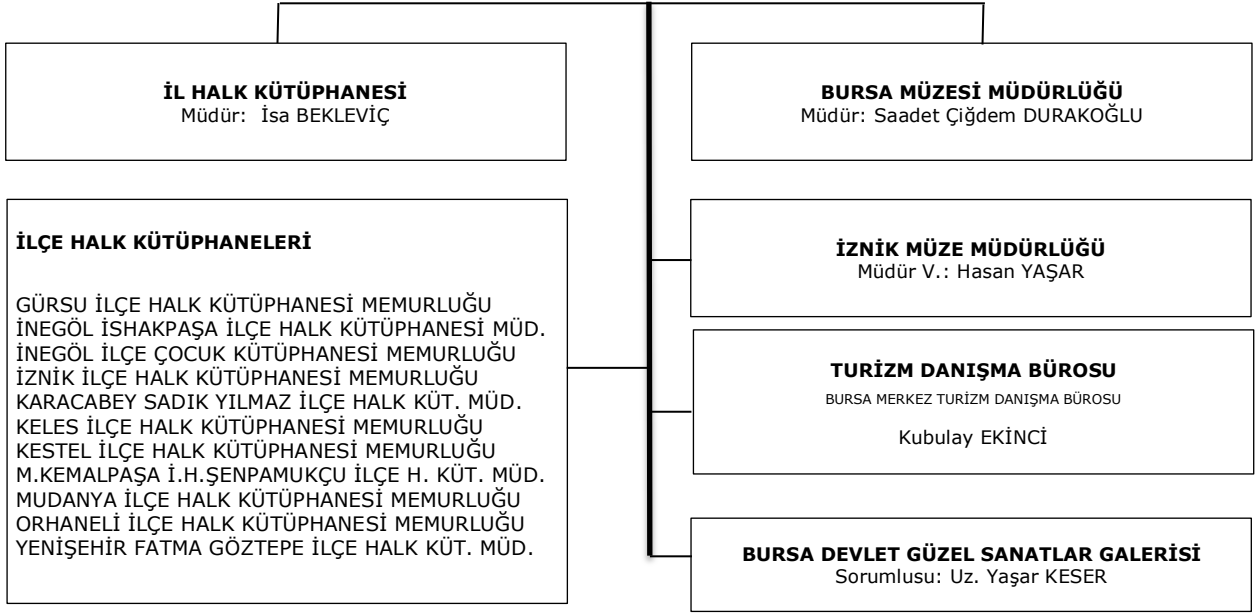 İL HALK KÜTÜPHANESİ
Müdür: İsa BEKLEVİÇ
BURSA MÜZESİ MÜDÜRLÜĞÜ
Müdür: Saadet Çiğdem DURAKOĞLU
İLÇE HALK KÜTÜPHANELERİ
GÜRSU İLÇE HALK KÜTÜPHANESİ MEMURLUĞU
İNEGÖL İSHAKPAŞA İLÇE HALK KÜTÜPHANESİ MÜD.
İNEGÖL İLÇE ÇOCUK KÜTÜPHANESİ MEMURLUĞU
İZNİK İLÇE HALK KÜTÜPHANESİ MEMURLUĞU
KARACABEY SADIK YILMAZ İLÇE HALK KÜT. MÜD.
KELES İLÇE HALK KÜTÜPHANESİ MEMURLUĞU
KESTEL İLÇE HALK KÜTÜPHANESİ MEMURLUĞU
M.KEMALPAŞA İ.H.ŞENPAMUKÇU İLÇE H. KÜT. MÜD.
MUDANYA İLÇE HALK KÜTÜPHANESİ MEMURLUĞU
ORHANELİ İLÇE HALK KÜTÜPHANESİ MEMURLUĞU
YENİŞEHİR FATMA GÖZTEPE İLÇE HALK KÜT. MÜD.
İZNİK MÜZE MÜDÜRLÜĞÜ
Müdür V.: Hasan YAŞAR
TURİZM DANIŞMA BÜROSU
BURSA MERKEZ TURİZM DANIŞMA BÜROSU
Kubulay EKİNCİ
BURSA DEVLET GÜZEL SANATLAR GALERİSİ
Sorumlusu: Uz. Yaşar KESER